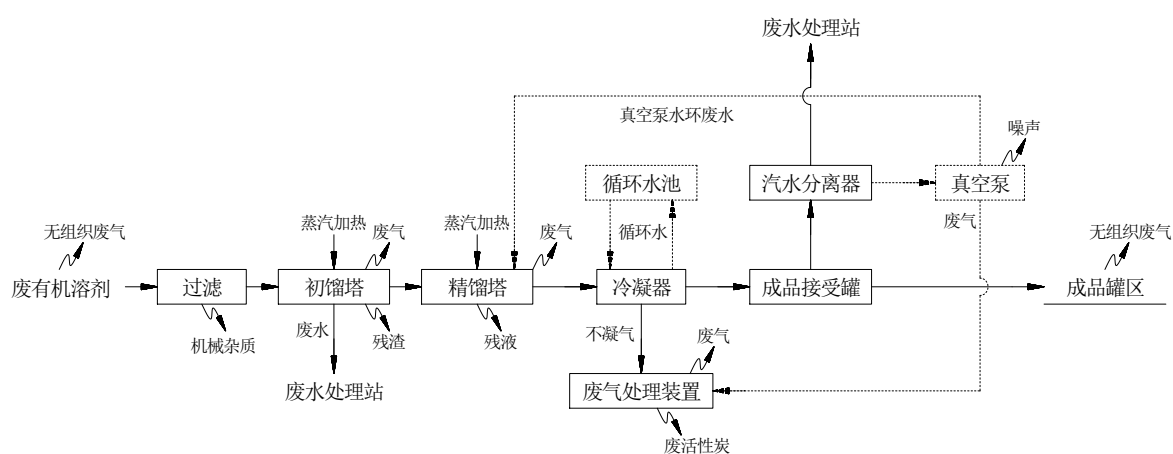 废水处理站
真空泵水环废水
噪声
循环水池
汽水分离器
真空泵
无组织废气
蒸汽加热
废气
蒸汽加热
废气
循环水
废气
无组织废气
废有机溶剂
过滤
初馏塔
精馏塔
冷凝器
成品接受罐
成品罐区
机械杂质
废水
残渣
残液
不凝气
废气
废水处理站
废气处理装置
废活性炭